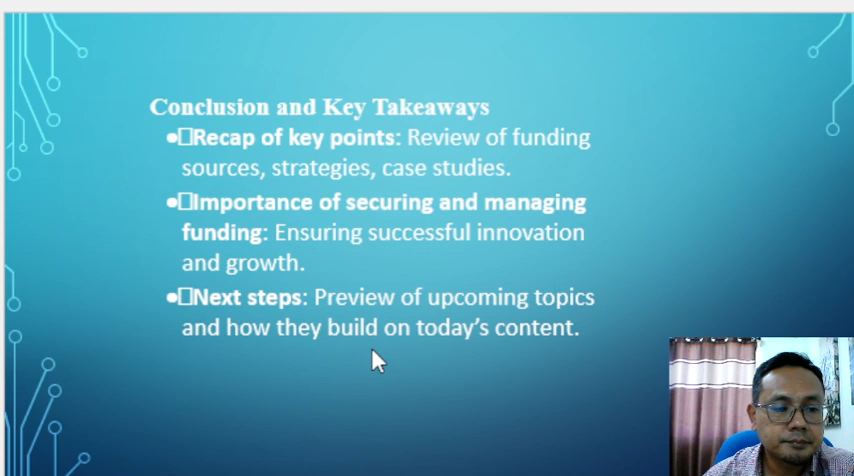 Conclusion and Key Takeaways
•□Recap of key points: Review of funding
sources, strategies, case studies.
•□Importance of securing and managing
funding: Ensuring successful innovation
and growth.
•□Next steps: Preview of upcoming topics
and how they build on today’s content.